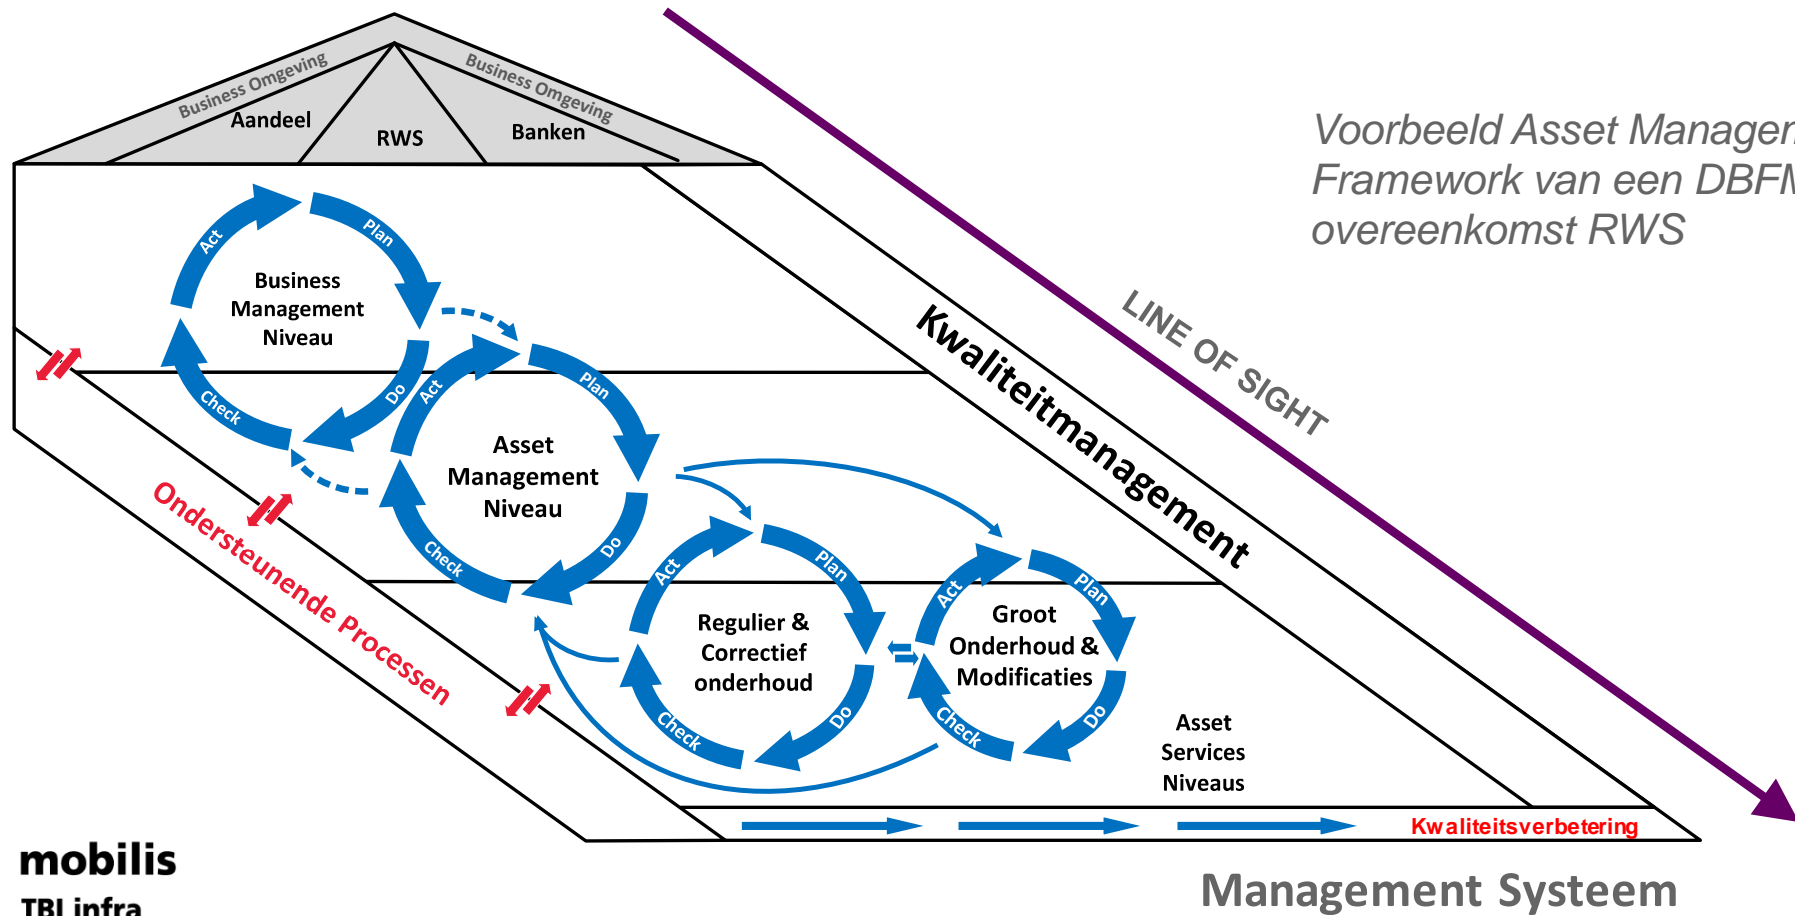 Business Omgeving
Business Omgeving
Aandeel
RWS
Banken
Voorbeeld Asset
Framework van een
overeenkomst RWS
LINE OF SIGHT
Act
Plan
Do
Check
Business
Management
Niveau
Kwaliteitmanagement
Act
Plan
Do
Check
Asset
Management
Niveau
Ondersteunende Processen
Act
Plan
Do
Check
Regulier &
Correctief
onderhoud
Act
Plan
Do
Check
Groot
Onderhoud &
Modificaties
Asset
Services
Niveaus
Kwaliteitsverbetering
mobilis
TBI infra
Management Systeem